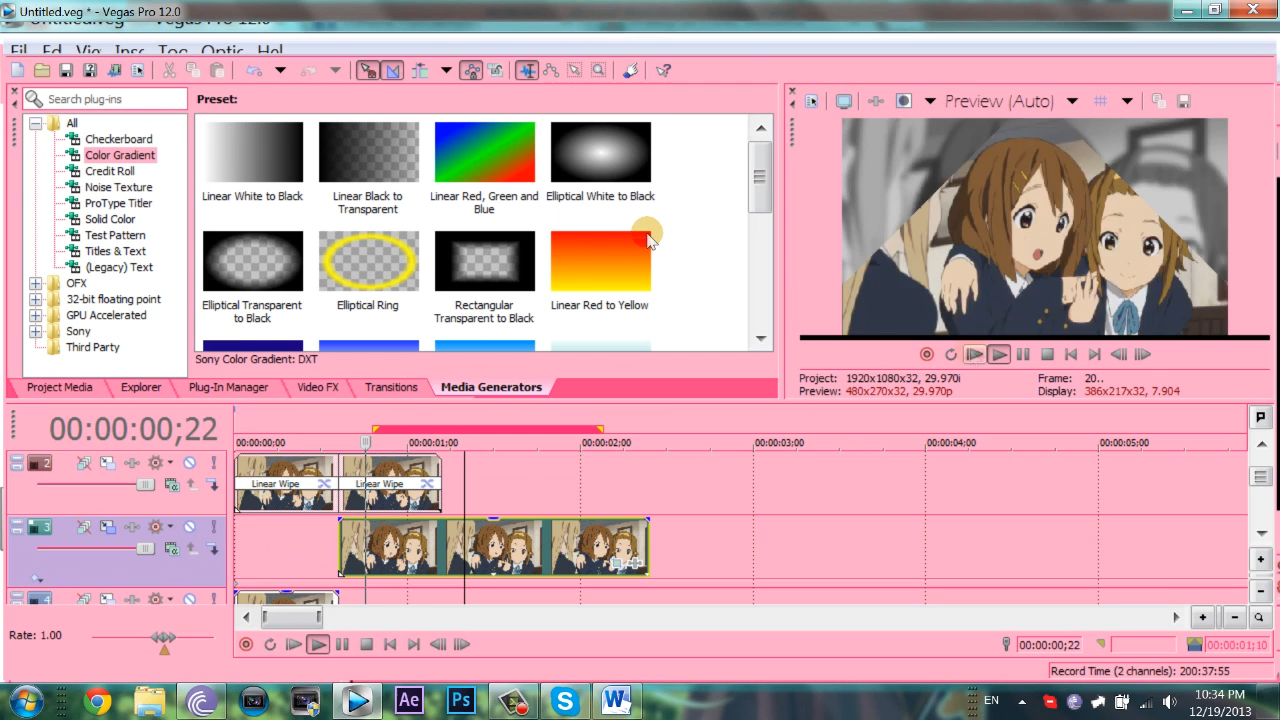 Untitled.veg * - Vegas Pro 12.0
Search plug-ins
Preset:
All
Checkerboard
Color Gradient
Credit Roll
Noise Texture
ProType Titler
Solid Color
Test Pattern
Titles & Text
(Legacy) Text
OFX
32-bit floating point
GPU Accelerated
Sony
Third Party
Linear White to Black
Linear Black to Transparent
Linear Red, Green and Blue
Elliptical White to Black
Elliptical Transparent to Black
Elliptical Ring
Rectangular Transparent to Black
Linear Red to Yellow
Sony Color Gradient: DXT
Project Media
Explorer
Plug-In Manager
Video FX
Transitions
Media Generators
Preview (Auto)
Project: 1920x1080x32, 29.970i
Frame: 20..
Preview: 480x270x32, 29.970p
Display: 386x217x32, 7.904
00:00:00;22
00:00:00;00
00:00:01;00
00:00:02;00
00:00:03;00
00:00:04;00
00:00:05;00
2
Linear Wipe
Linear Wipe
3
4
Rate: 1.00
00:00:00;22
00:00:01;10
Record Time (2 channels): 200:37:55
Ae
Ps
EN
10:34 PM
12/19/2013